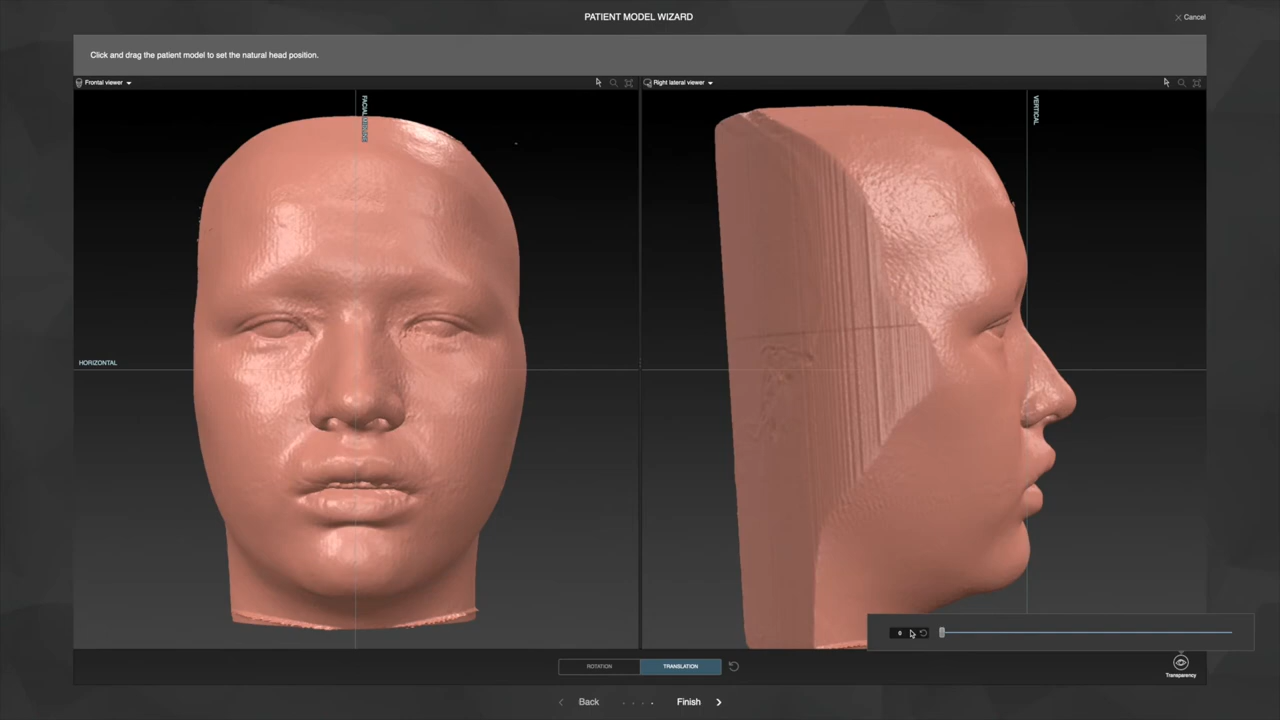 PATIENT MODEL WIZARD
Cancel
Click and drag the patient model to set the natural head position.
Frontal viewer
Right lateral viewer
FACIAL MIDLINE
VERTICAL
HORIZONTAL
0
ROTATION
TRANSLATION
Transparency
Back
Finish